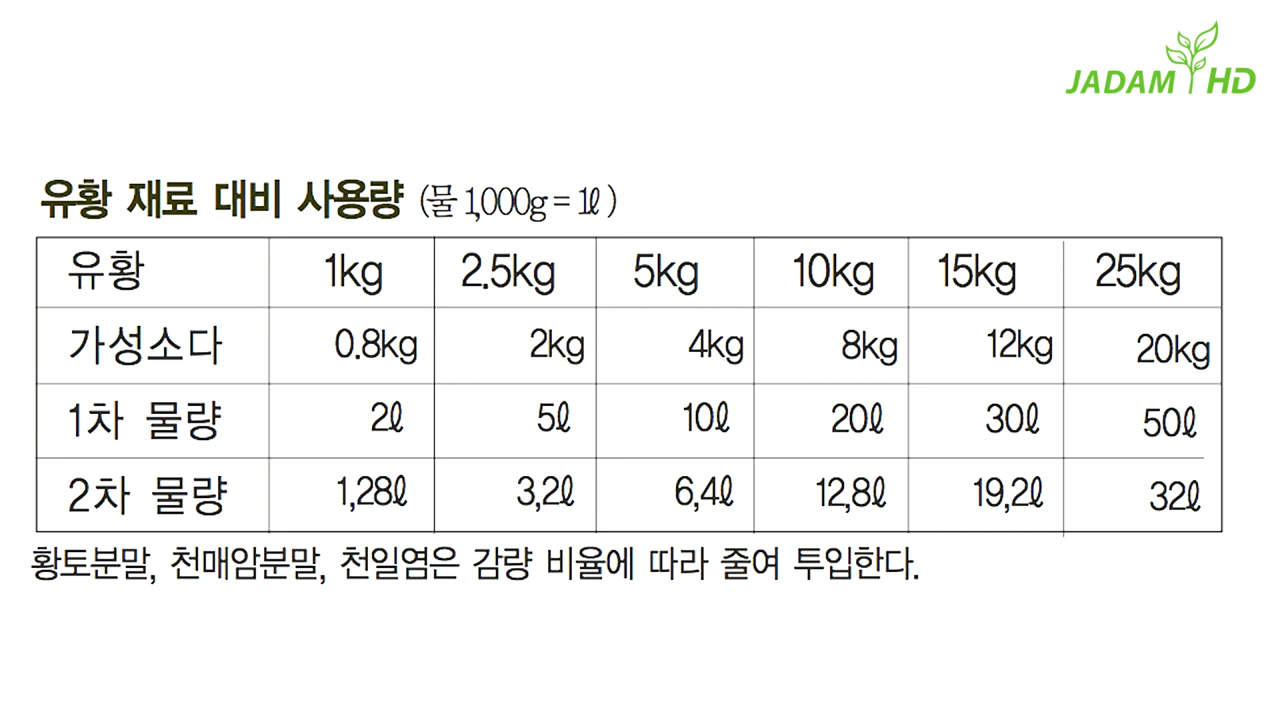 JADAM HD
유황 재료 대비 사용량 (물 1,000g = 1ℓ)
유황 1kg 2.5kg 5kg 10kg 15kg 25kg
가성소다 0.8kg 2kg 4kg 8kg 12kg 20kg
1차 물량 2ℓ 5ℓ 10ℓ 20ℓ 30ℓ 50ℓ
2차 물량 1,28ℓ 3,2ℓ 6,4ℓ 12,8ℓ 19,2ℓ 32ℓ
황토분말, 천매암분말, 천일염은 감량 비율에 따라 줄여 투입한다.